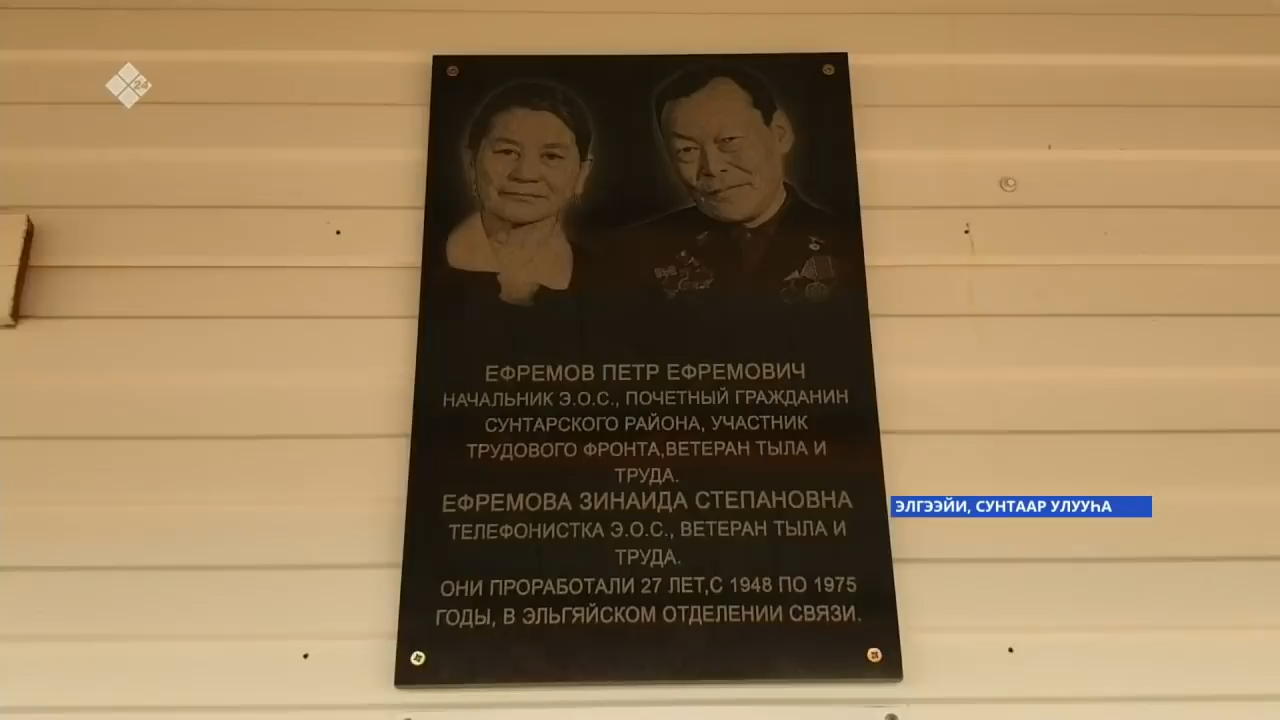 24
ЕФРЕМОВ ПЕТР ЕФРЕМОВИЧ
НАЧАЛЬНИК Э.О.С., ПОЧЕТНЫЙ ГРАЖДАНИН
СУНТАРСКОГО РАЙОНА, УЧАСТНИК
ТРУДОВОГО ФРОНТА,ВЕТЕРАН ТЫЛА И
ТРУДА.
ЕФРЕМОВА ЗИНАИДА СТЕПАНОВНА
ТЕЛЕФОНИСТКА Э.О.С., ВЕТЕРАН ТЫЛА И
ТРУДА.
ОНИ ПРОРАБОТАЛИ 27 ЛЕТ,С 1948 ПО 1975
ГОДЫ, В ЭЛЬГЯЙСКОМ ОТДЕЛЕНИИ СВЯЗИ.
ЭЛГЭЭЙИ, СУНТААР УЛУУҺА